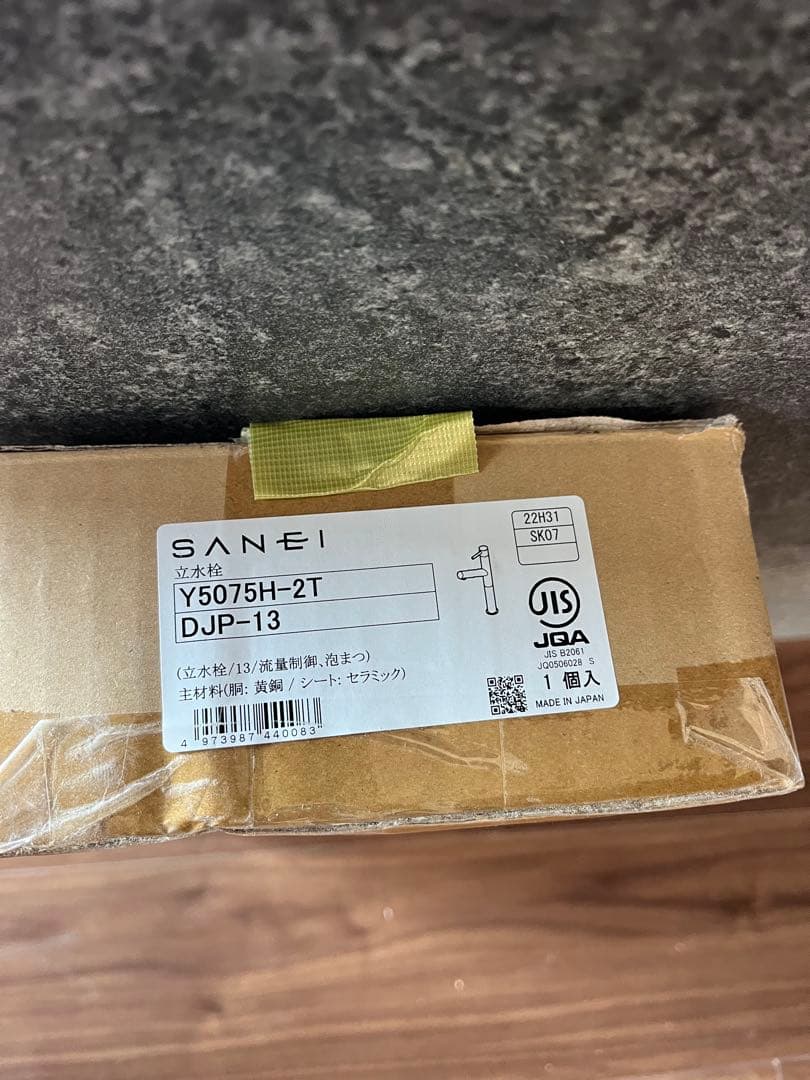 SANEI
立水栓
Y5075H-2T
DJP-13
(立水栓/13/流量制御、泡まつ)
主材料(胴: 黄銅 / シート: セラミック)
4 973987 440083
22H31
SK07
JIS
JQA
JIS B2061
JQ0506028 S
1 個入
MADE IN JAPAN